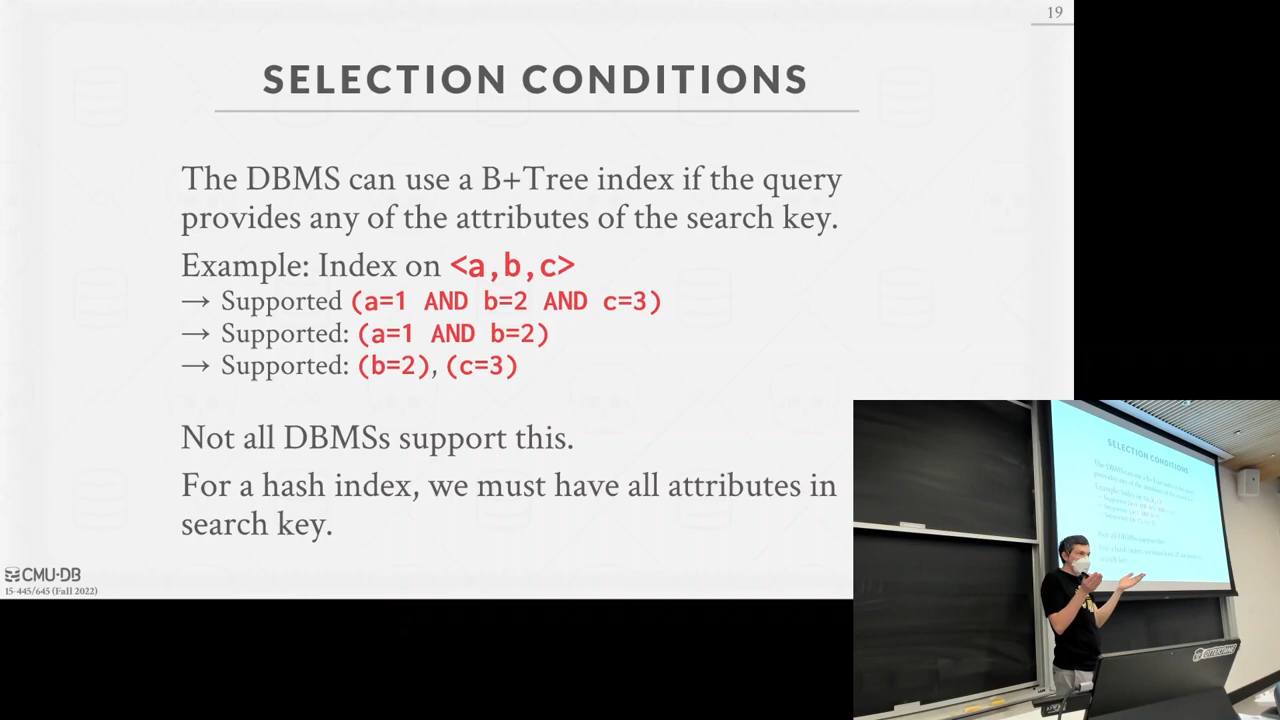 19
SELECTION CONDITIONS
The DBMS can use a B+Tree index if the query
provides any of the attributes of the search key.
Example: Index on <a,b,c>
→ Supported (a=1 AND b=2 AND c=3)
→ Supported: (a=1 AND b=2)
→ Supported: (b=2), (c=3)
Not all DBMSs support this.
For a hash index, we must have all attributes in
search key.
CMU·DB
15-445/645 (Fall 2022)
SELECTION CONDITIONS